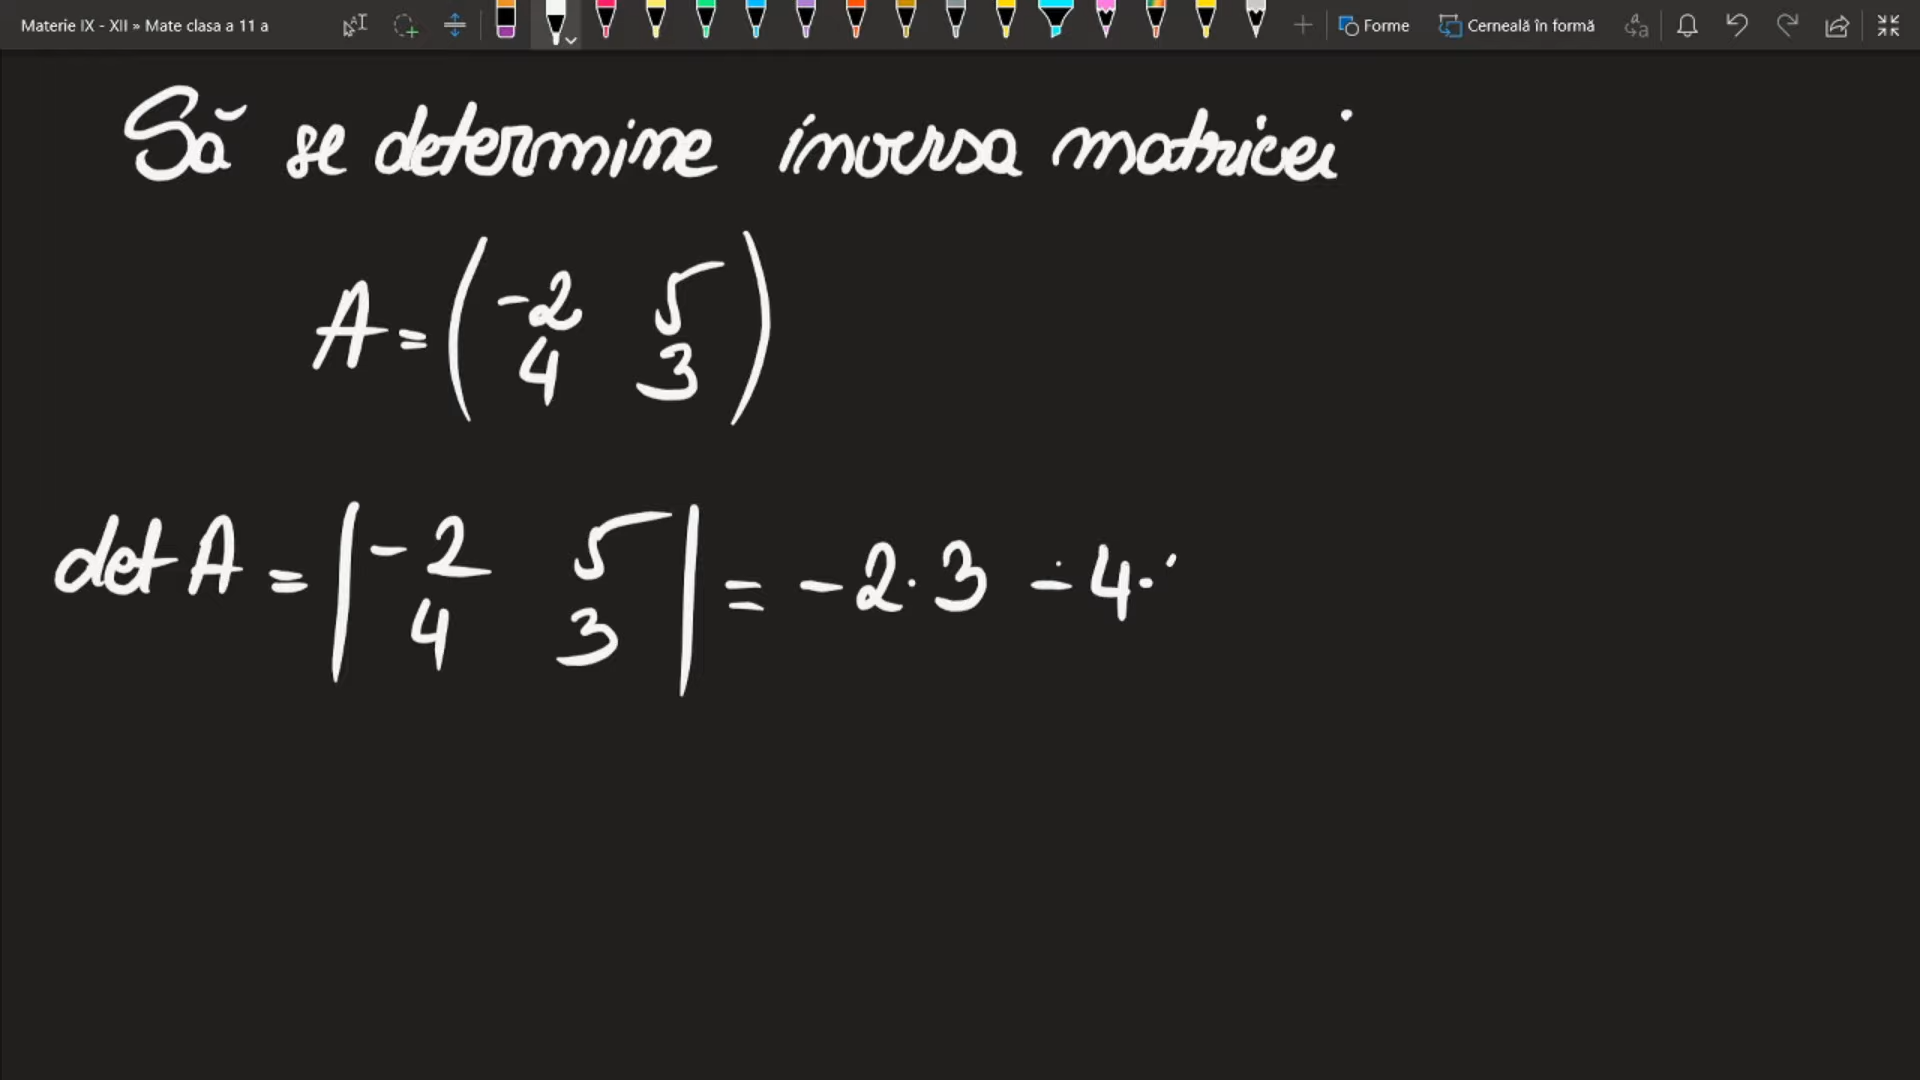 Materie IX - XII » Mate clasa a 11 a
Forme
Cerneală în formă
Să se determine inversa matricei
A = ( -2 5
4 3 )
det A = | -2 5
4 3 | = -2·3 -4·